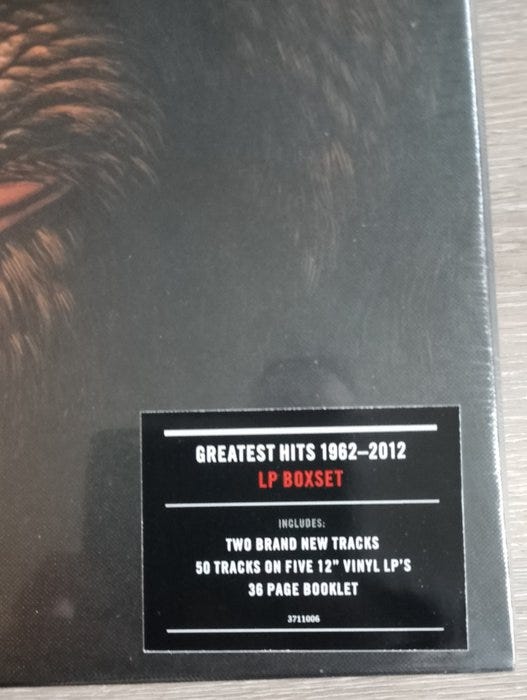 GREATEST HITS 1962–2012
LP BOXSET
INCLUDES:
TWO BRAND NEW TRACKS
50 TRACKS ON FIVE 12" VINYL LP'S
36 PAGE BOOKLET
3711006